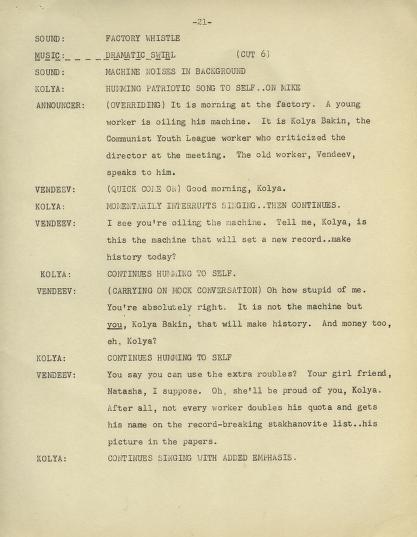 -21-
SOUND: FACTORY WHISTLE
MUSIC: DRAMATIC SWIRL (CUT 6)
SOUND: MACHINE NOISES IN BACKGROUND
KOLYA: HUMMING PATRIOTIC SONG TO SELF..ON MIKE
ANNOUNCER: (OVERRIDING) It is morning at the factory. A young
worker is oiling his machine. It is Kolya Bakin, the
Communist Youth League worker who criticized the
director at the meeting. The old worker, Vendeev,
speaks to him.
VENDEEV: (QUICK COME ON) Good morning, Kolya.
KOLYA: MOMENTARILY INTERRUPTS SINGING..THEN CONTINUES.
VENDEEV: I see you're oiling the machine. Tell me, Kolya, is
this the machine that will set a new record..make
history today?
KOLYA: CONTINUES HUMMING TO SELF.
VENDEEV: (CARRYING ON MOCK CONVERSATION) Oh how stupid of me.
You're absolutely right. It is not the machine but
you, Kolya Bakin, that will make history. And money too,
eh, Kolya?
KOLYA: CONTINUES HUMMING TO SELF
VENDEEV: You say you can use the extra roubles? Your girl friend,
Natasha, I suppose. Oh, she'll be proud of you, Kolya.
After all, not every worker doubles his quota and gets
his name on the record-breaking stakhanovite list..his
picture in the papers.
KOLYA: CONTINUES SINGING WITH ADDED EMPHASIS.